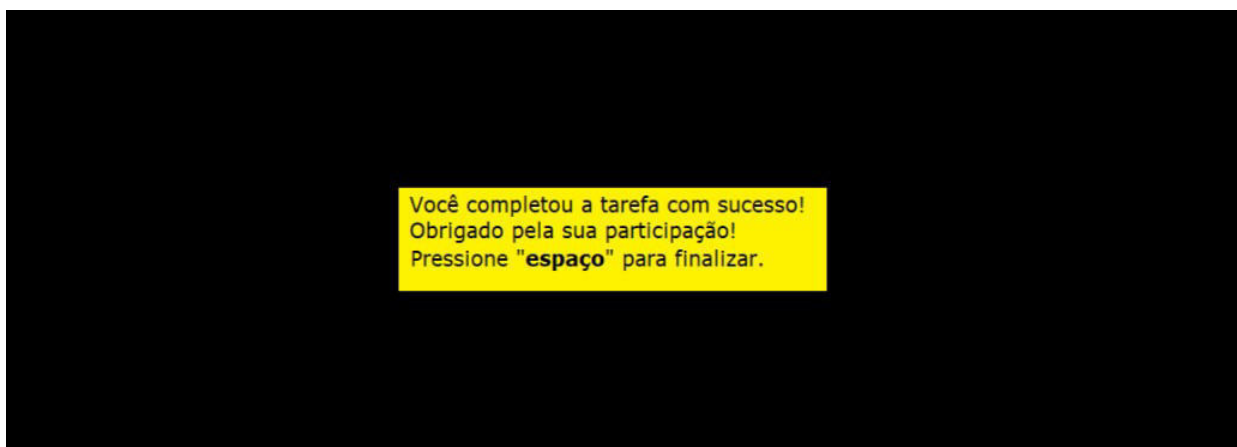 Você completou a tarefa com sucesso!
Obrigado pela sua participação!
Pressione "espaço" para finalizar.